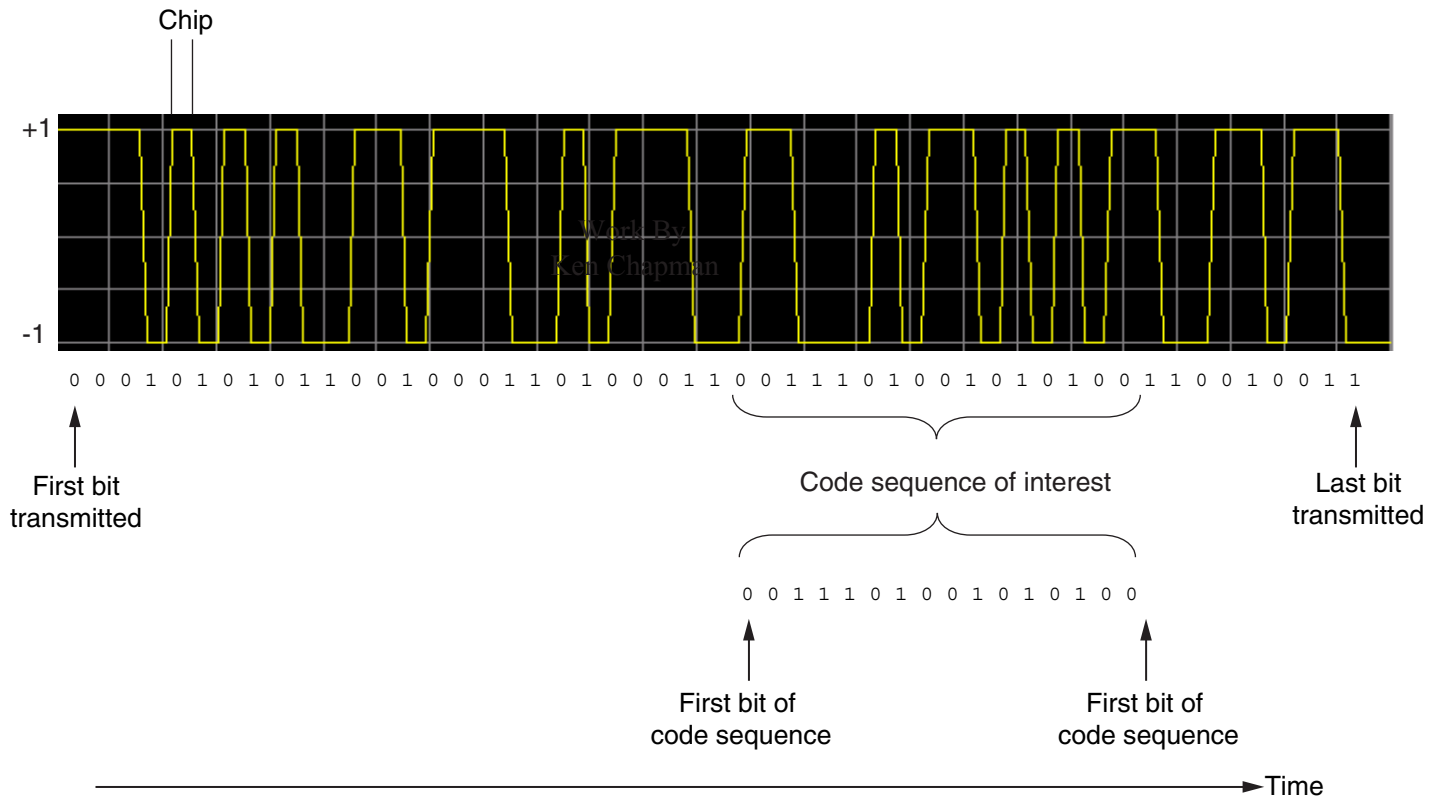 Chip
+1
Work By
Ken Chapman
-1
0 0 0 1 0 1 0 1 0 1 1 0 0 1 0 0 0 1 1 0 1 0 0 0 1 1 0 0 1 1 1 0 1 0 0 1 0 1 0 1 0 0 1 1 0 0 1 0 0 1 1
First bit
transmitted
Code sequence of interest
Last bit
transmitted
0 0 1 1 1 0 1 0 0 1 0 1 0 1 0 0
First bit of
code sequence
First bit of
code sequence
Time